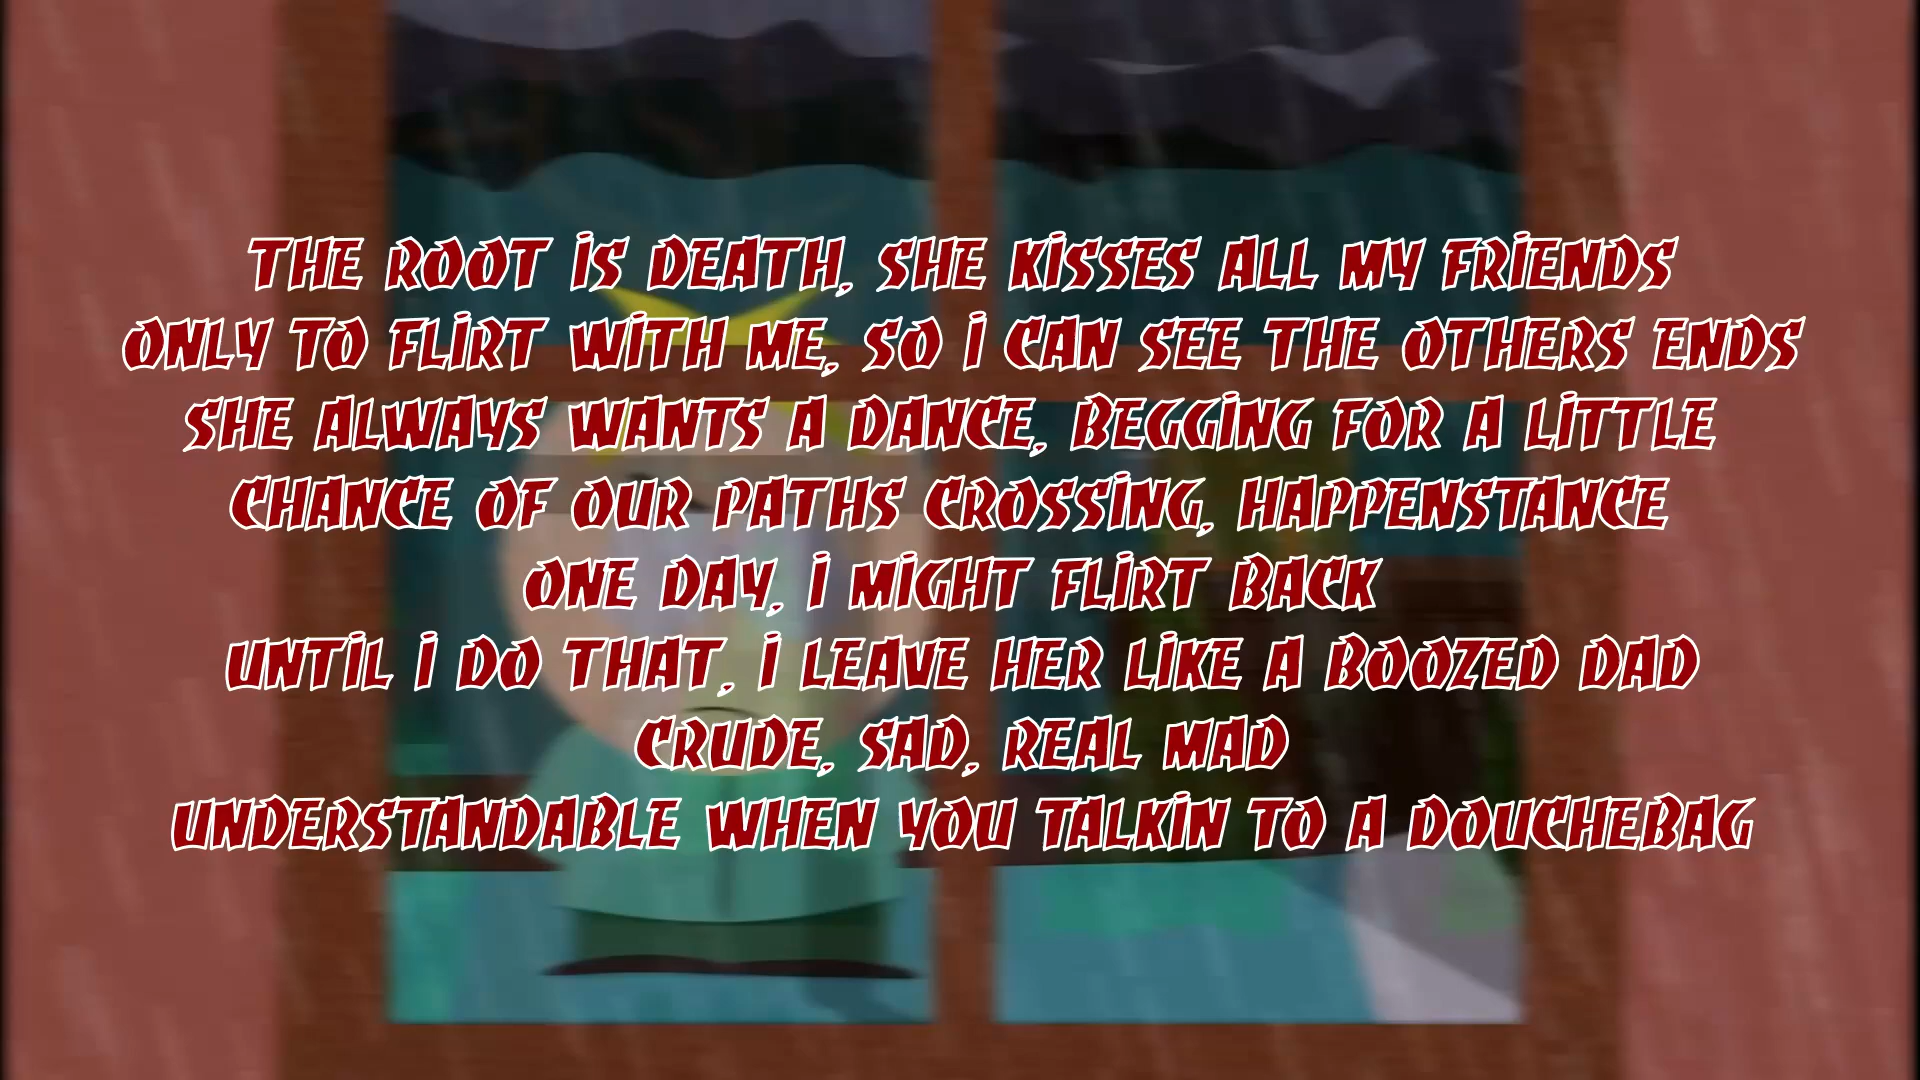 THE ROOT IS DEATH, SHE KISSES ALL MY FRIENDS
ONLY TO FLIRT WITH ME, SO I CAN SEE THE OTHERS ENDS
SHE ALWAYS WANTS A DANCE, BEGGING FOR A LITTLE
CHANCE OF OUR PATHS CROSSING, HAPPENSTANCE
ONE DAY, I MIGHT FLIRT BACK
UNTIL I DO THAT, I LEAVE HER LIKE A BOOZED DAD
CRUDE, SAD, REAL MAD
UNDERSTANDABLE WHEN YOU TALKIN TO A DOUCHEBAG